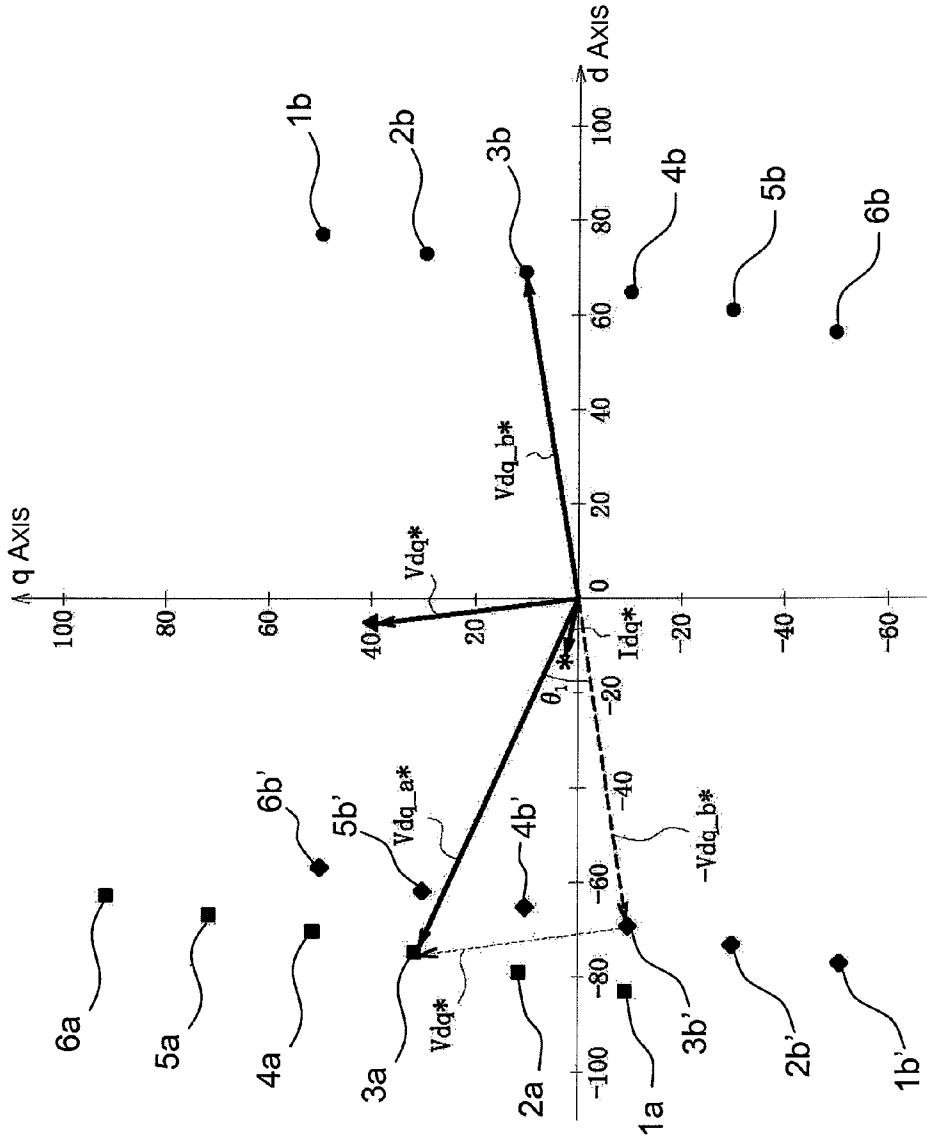 q Axis
100
80
60
40
20
0
-20
-40
-60
d Axis
100
80
60
40
20
-20
-40
-60
-80
-100
1b
2b
3b
4b
5b
6b
Vdq_b*
Vdq*
Idq*
*
θ1
Vdq_a*
-Vdq_b*
Vdq*
6b'
5b'
4b'
3b'
2b'
1b'
6a
5a
4a
3a
2a
1a